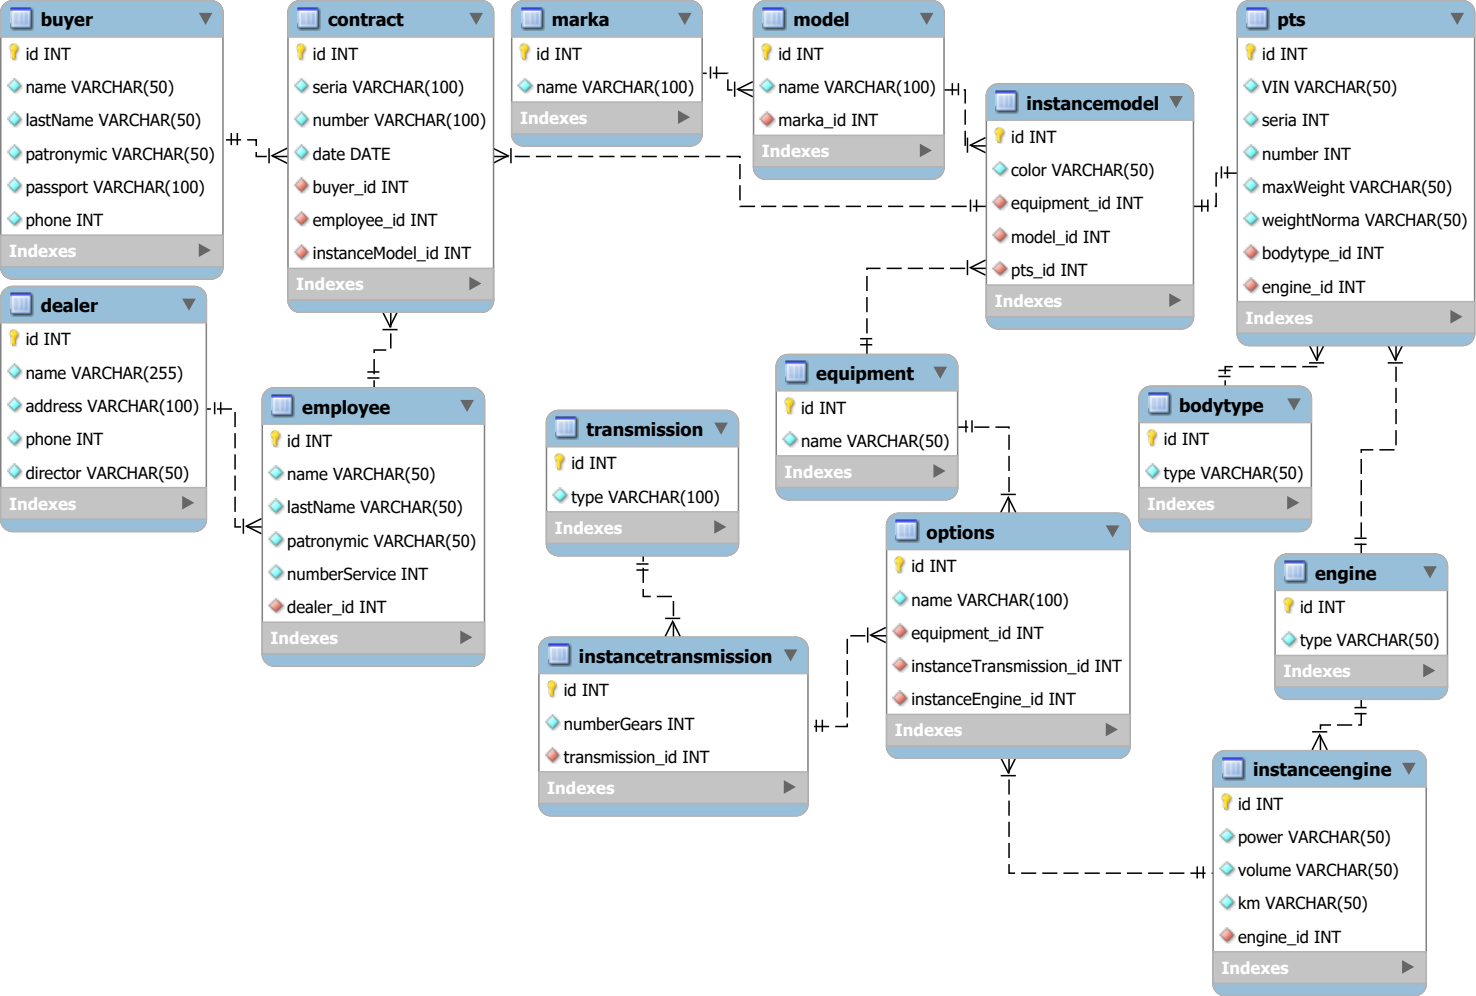 buyer
id INT
name VARCHAR(50)
lastName VARCHAR(50)
patronymic VARCHAR(50)
passport VARCHAR(100)
phone INT
Indexes
contract
id INT
seria VARCHAR(100)
number VARCHAR(100)
date DATE
buyer_id INT
employee_id INT
instanceModel_id INT
Indexes
marka
id INT
name VARCHAR(100)
Indexes
model
id INT
name VARCHAR(100)
marka_id INT
Indexes
instancemodel
id INT
color VARCHAR(50)
equipment_id INT
model_id INT
pts_id INT
Indexes
pts
id INT
VIN VARCHAR(50)
seria INT
number INT
maxWeight VARCHAR(50)
weightNorma VARCHAR(50)
bodytype_id INT
engine_id INT
Indexes
dealer
id INT
name VARCHAR(255)
address VARCHAR(100)
phone INT
director VARCHAR(50)
Indexes
employee
id INT
name VARCHAR(50)
lastName VARCHAR(50)
patronymic VARCHAR(50)
numberService INT
dealer_id INT
Indexes
transmission
id INT
type VARCHAR(100)
Indexes
equipment
id INT
name VARCHAR(50)
Indexes
bodytype
id INT
type VARCHAR(50)
Indexes
options
id INT
name VARCHAR(100)
equipment_id INT
instanceTransmission_id INT
instanceEngine_id INT
Indexes
engine
id INT
type VARCHAR(50)
Indexes
instancetransmission
id INT
numberGears INT
transmission_id INT
Indexes
instanceengine
id INT
power VARCHAR(50)
volume VARCHAR(50)
km VARCHAR(50)
engine_id INT
Indexes